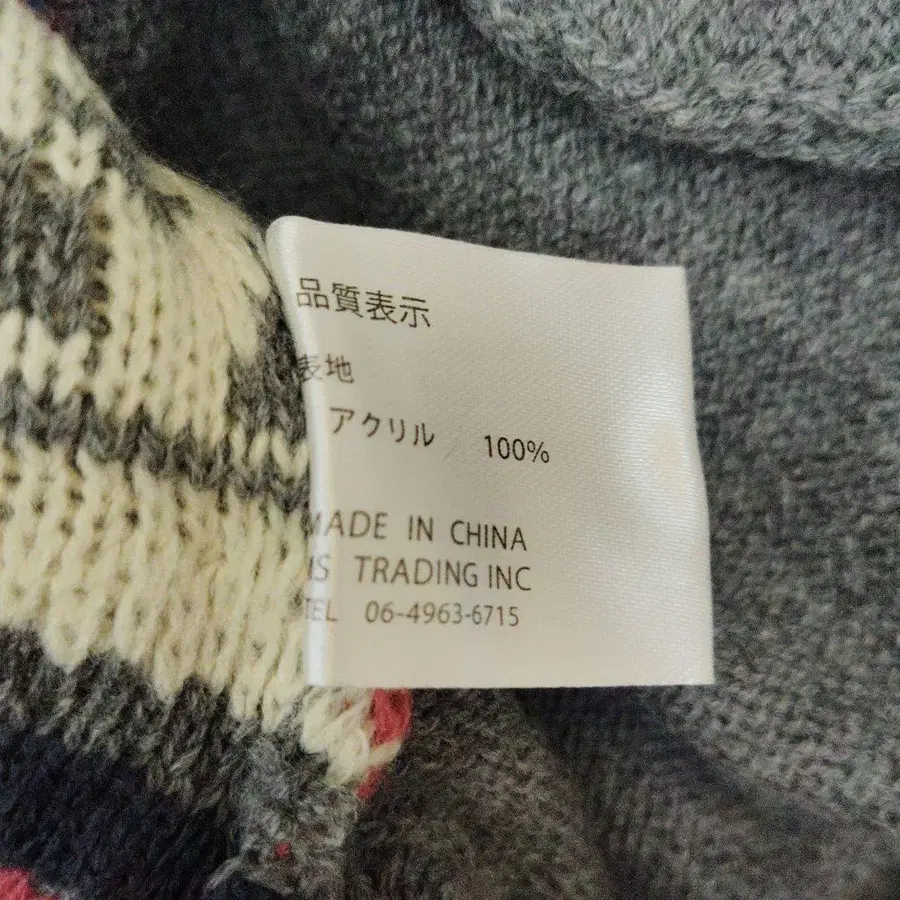 品質表示
表地
アクリル 100%
MADE IN CHINA
TRADING INC
TEL 06-4963-6715